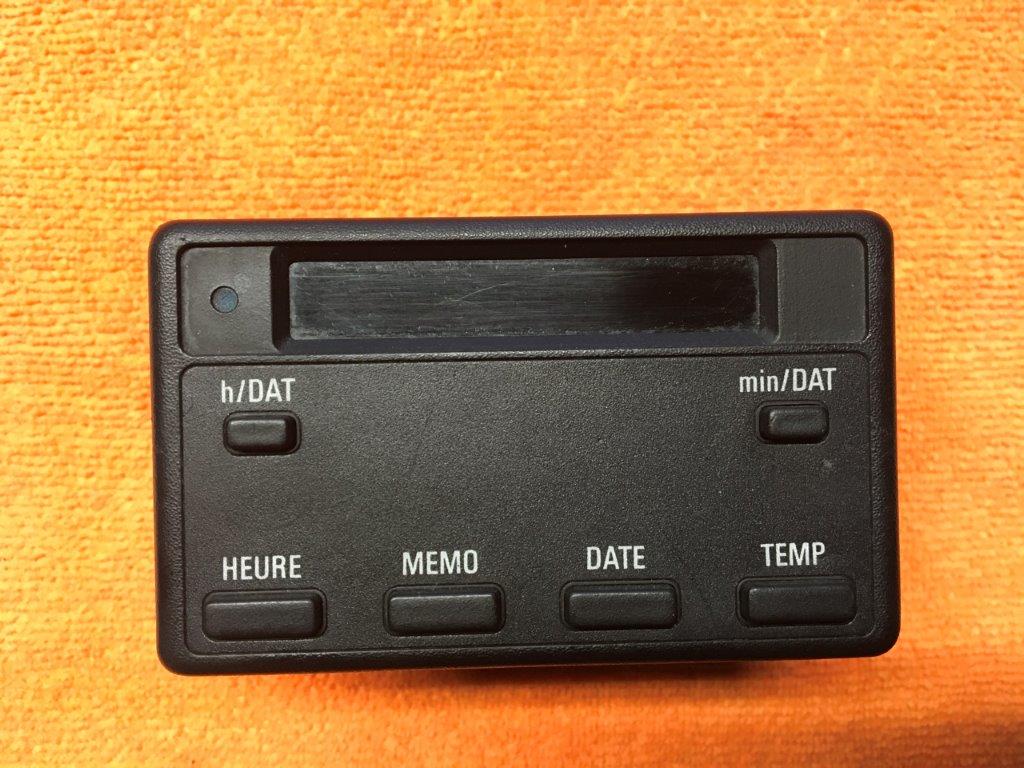 h/DAT
min/DAT
HEURE
MEMO
DATE
TEMP